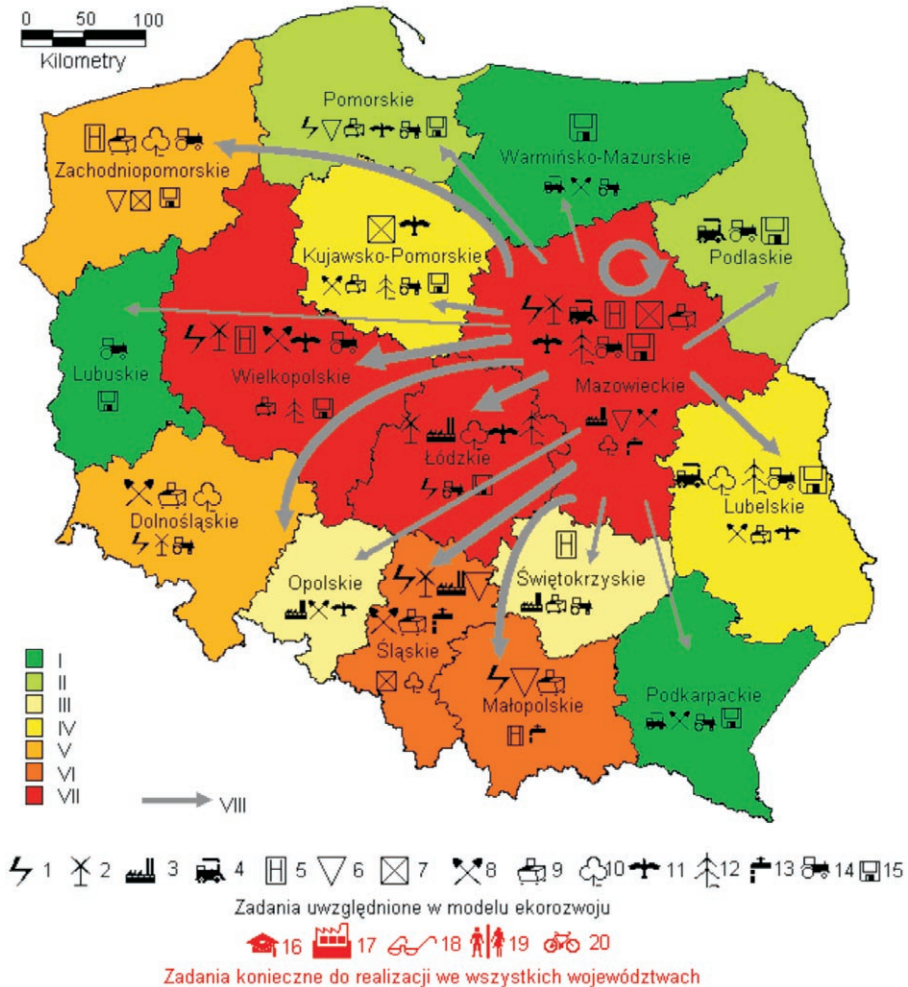 0 50 100
Kilometry
Pomorskie
Warmińsko-Mazurskie
Zachodniopomorskie
Podlaskie
Kujawsko-Pomorskie
Lubuskie
Wielkopolskie
Mazowieckie
Łódzkie
Lubelskie
Dolnośląskie
Opolskie
Świętokrzyskie
Śląskie
Małopolskie
Podkarpackie
I
II
III
IV
V
VI
VII
VIII
1 2 3 4 5 6 7 8 9 10 11 12 13 14 15
Zadania uwzględnione w modelu ekorozwoju
16 17 18 19 20
Zadania konieczne do realizacji we wszystkich województwach